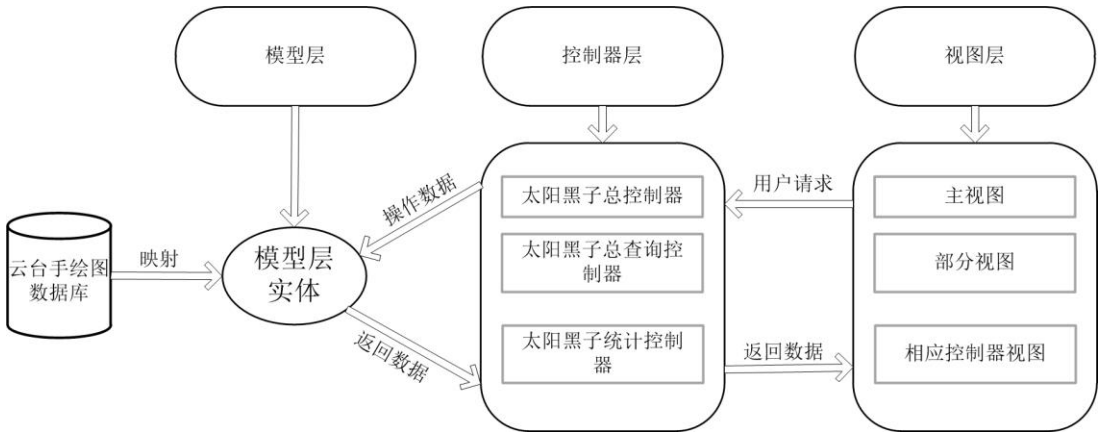 模型层
控制器层
视图层
操作数据
太阳黑子总控制器
用户请求
主视图
云台手绘图
数据库
映射
模型层
实体
太阳黑子总查询控
制器
部分视图
返回数据
太阳黑子统计控制
器
返回数据
相应控制器视图